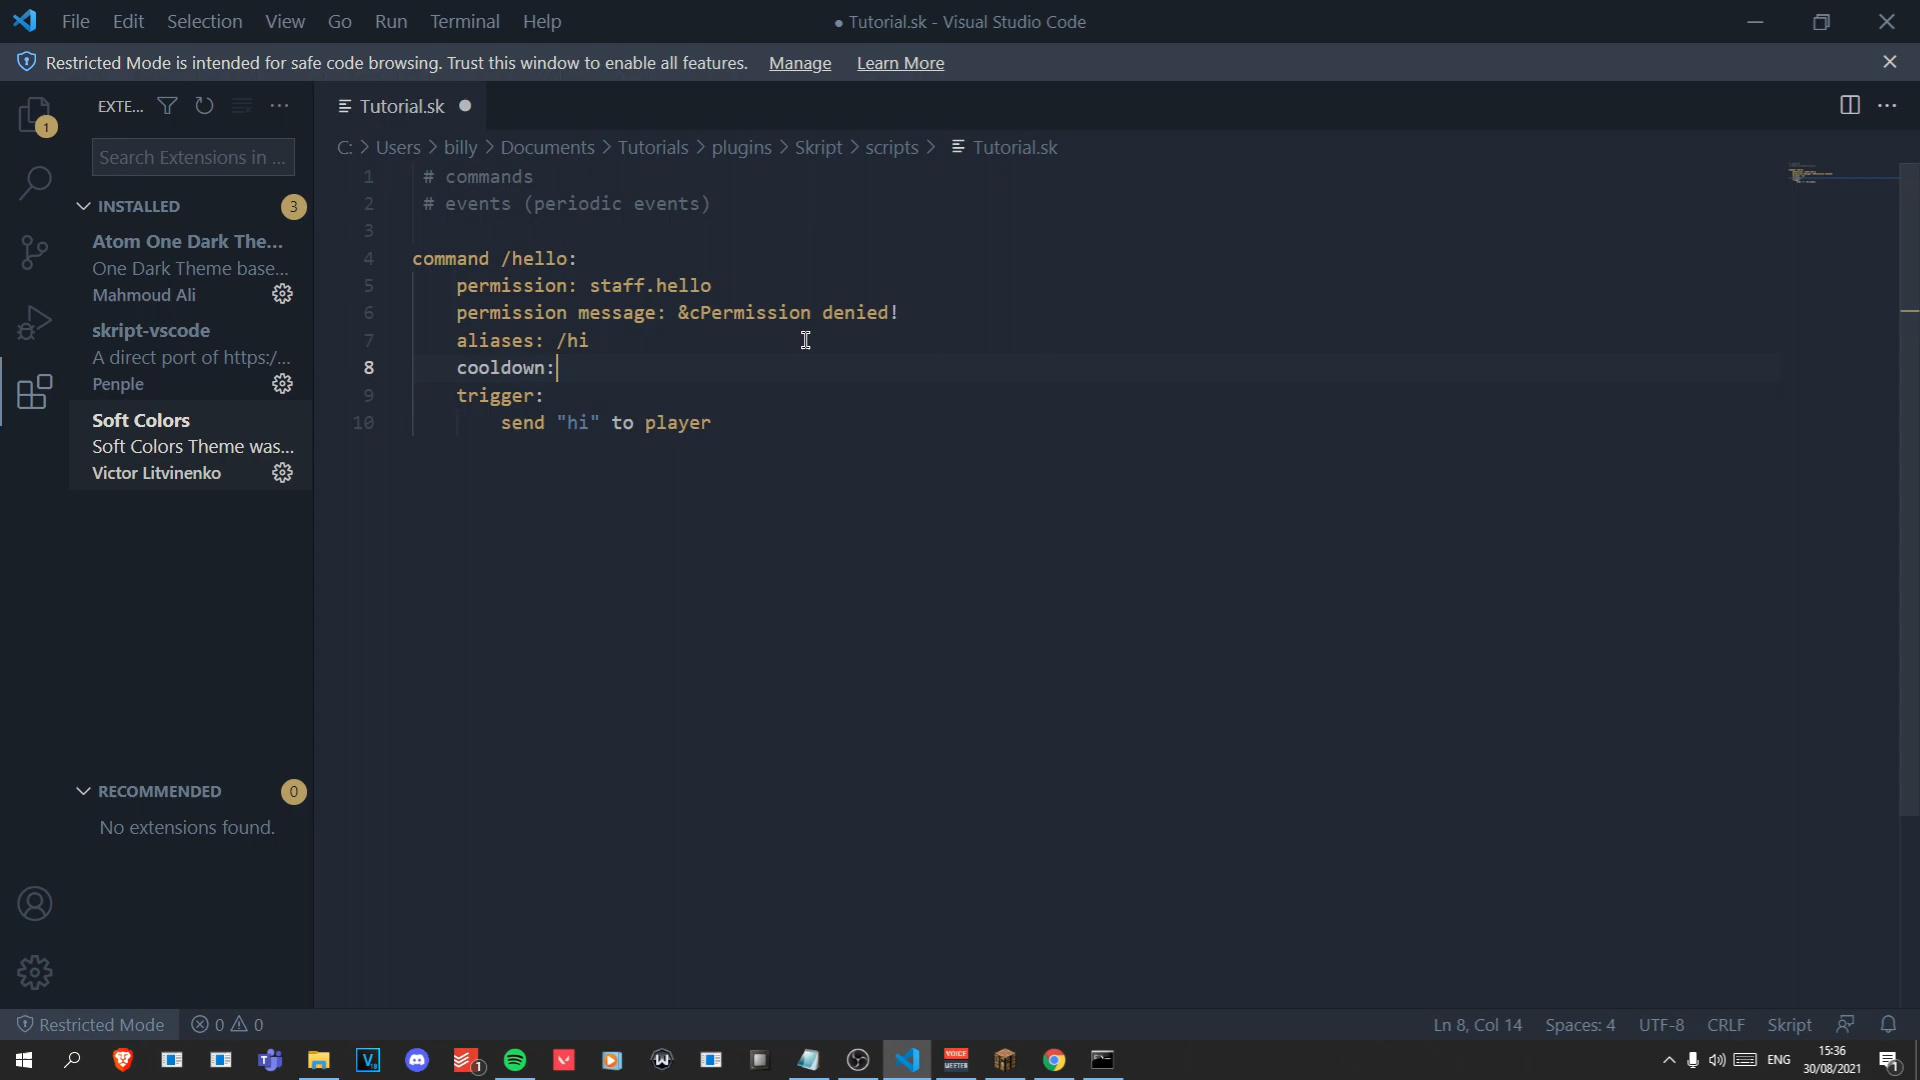 File Edit Selection View Go Run Terminal Help
● Tutorial.sk - Visual Studio Code
Restricted Mode is intended for safe code browsing. Trust this window to enable all features. Manage Learn More
EXTE...
Tutorial.sk ●
1
Search Extensions in ...
C: > Users > billy > Documents > Tutorials > plugins > Skript > scripts > Tutorial.sk
INSTALLED 3
Atom One Dark The...
One Dark Theme base...
Mahmoud Ali
skript-vscode
A direct port of https:/...
Penple
Soft Colors
Soft Colors Theme was...
Victor Litvinenko
RECOMMENDED 0
No extensions found.
1 # commands
2 # events (periodic events)
3
4 command /hello:
5 permission: staff.hello
6 permission message: &cPermission denied!
7 aliases: /hi
8 cooldown:
9 trigger:
10 send "hi" to player
Restricted Mode 0 0
Ln 8, Col 14 Spaces: 4 UTF-8 CRLF Skript
1
VOICE
MEETER
ENG
15:36
30/08/2021
1